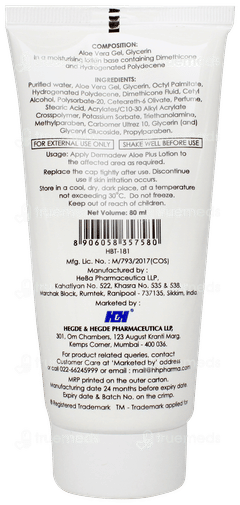 COMPOSITION:
Aloe Vera Gel, Glycerin
in a moisturising lotion base containing Dimethicone
and Hydrogenated Polydecene
INGREDIENTS:
Purified water, Aloe Vera Gel, Glycerin, Octyl Palmitate,
Hydrogenated Polydecene, Dimethicone Fluid, Cetyl
Alcohol, Polysorbate-20, Ceteareth-6 Olivate, Perfume,
Stearic Acid, Acrylates/C10-30 Alkyl Acrylate
Crosspolymer, Potassium Sorbate, Triethanolamine,
Methylparaben, Carbomer U-10, Glycerin (and)
Glyceryl Glucoside, Propylparaben.
FOR EXTERNAL USE ONLY SHAKE WELL BEFORE USE
Usage: Apply Dermadew Aloe Plus Lotion to
the affected area as required.
Replace the cap tightly after use. Discontinue
use if skin irritation occurs.
Store in a cool, dry, dark place, at a temperature
not exceeding 30°C. Do not freeze.
Keep out of reach of children.
Net Volume: 80 ml
8 906058 357580
HBT-181
Mfg. Lic. No.: M/793/2017(COS)
Manufactured by:
HeBa Pharmaceutica LLP,
Kahatiyan No. 522, Khasra No. 535 & 538,
Marchak Block, Rumtek, Ranipool - 737135, Sikkim, India
Marketed by:
HH
HEGDE & HEGDE PHARMACEUTICA LLP,
301, Om Chambers, 123 August Kranti Marg,
Kemps Corner, Mumbai - 400 036.
For product related queries, contact
Customer Care at 'Marketed by' address
or call 022-66245999 or email at info@hhpharma.com
MRP printed on the outer carton.
Manufacturing date 24 months before expiry date.
Expiry date & Batch No. on the crimp.
® Registered Trademark TM - Trademark applied for